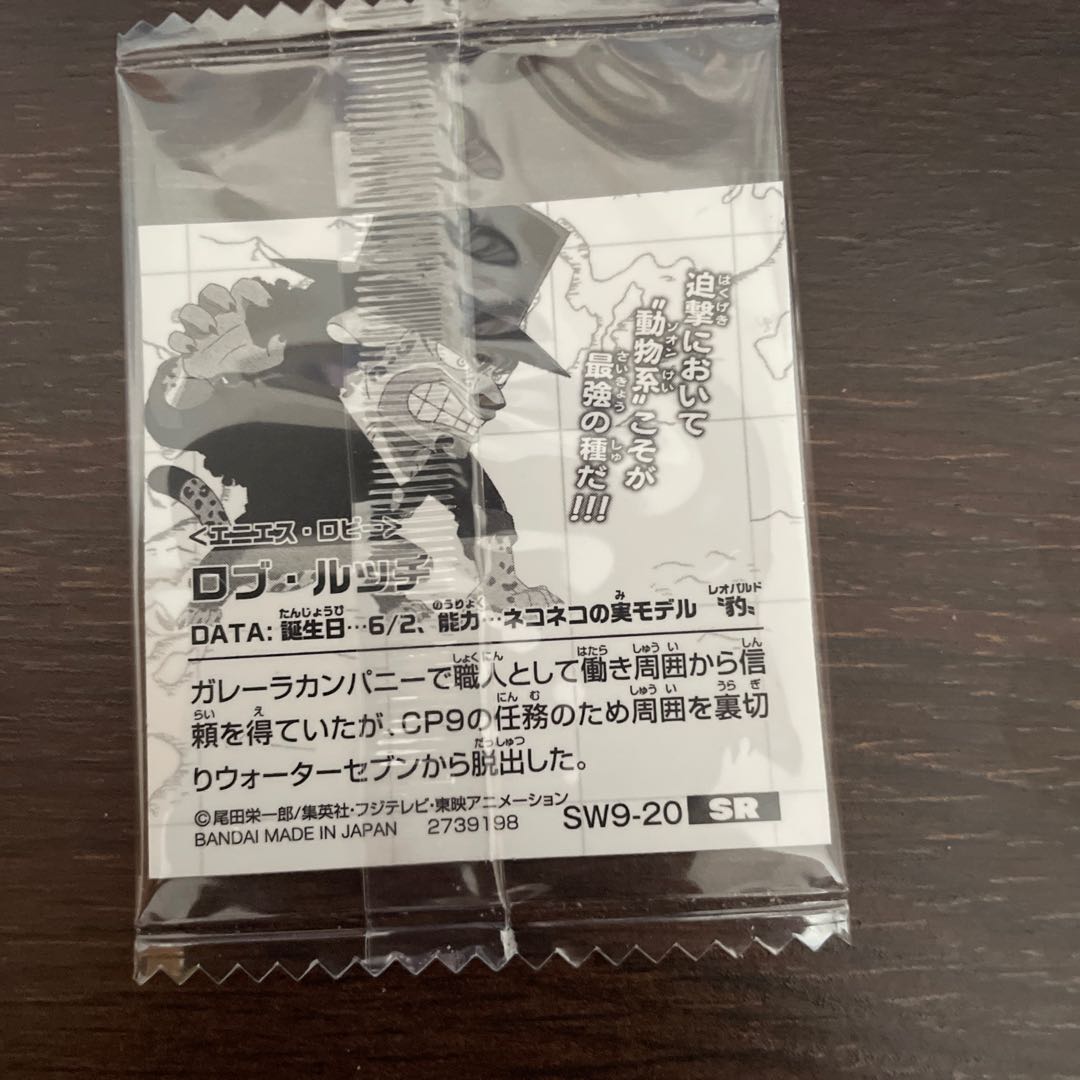 迫撃において
“動物系”こそが
最強の種だ!!!
<エニエス・ロビー>
ロブ・ルッチ
DATA: 誕生日…6/2、能力…ネコネコの実モデル “豹”
ガレーラカンパニーで職人として働き周囲から信
頼を得ていたが、CP9の任務のため周囲を裏切
りウォーターセブンから脱出した。
©尾田栄一郎/集英社・フジテレビ・東映アニメーション
BANDAI MADE IN JAPAN 2739198 SW9-20 SR